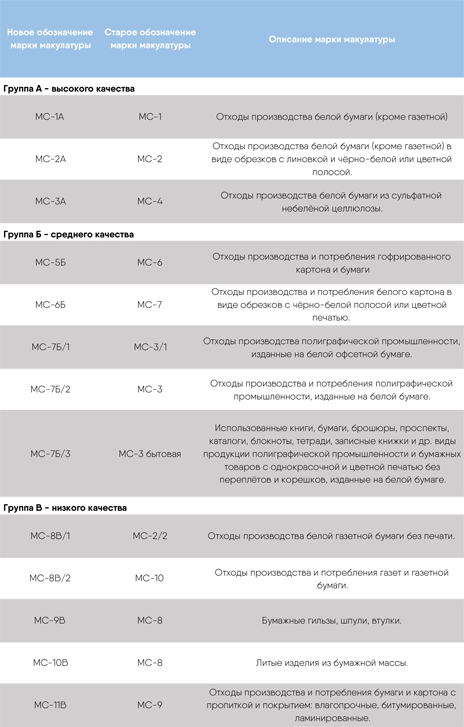 Новое обозначение марки макулатуры
Старое обозначение марки макулатуры
Описание марки макулатуры
Группа А - высокого качества
МС-1А
МС-1
Отходы производства белой бумаги (кроме газетной)
МС-2А
МС-2
Отходы производства белой бумаги (кроме газетной) в
виде обрезков с линовкой и чёрно-белой или цветной
полосой.
МС-3А
МС-4
Отходы производства белой бумаги из сульфатной
небелёной целлюлозы.
Группа Б - среднего качества
МС-5Б
МС-6
Отходы производства и потребления гофрированного
картона и бумаги
МС-6Б
МС-7
Отходы производства и потребления белого картона в
виде обрезков с чёрно-белой полосой или цветной
печатью.
МС-7Б/1
МС-3/1
Отходы производства полиграфической промышленности,
изданные на белой офсетной бумаге.
МС-7Б/2
МС-3
Отходы производства и потребления полиграфической
промышленности, изданные на белой бумаге.
МС-7Б/3
МС-3 бытовая
Использованные книги, бумаги, брошюры, проспекты,
каталоги, блокноты, тетради, записные книжки и др. виды
продукции полиграфической промышленности и бумажных
товаров с однокрасочной и цветной печатью без
переплётов и корешков, изданные на белой бумаге.
Группа В - низкого качества
МС-8В/1
МС-2/2
Отходы производства белой газетной бумаги без печати.
МС-8В/2
МС-10
Отходы производства и потребления газет и газетной
бумаги.
МС-9В
МС-8
Бумажные гильзы, шпули, втулки.
МС-10В
МС-8
Литые изделия из бумажной массы.
МС-11В
МС-9
Отходы производства и потребления бумаги и картона с
пропиткой и покрытием: влагопрочные, битумированные,
ламинированные.